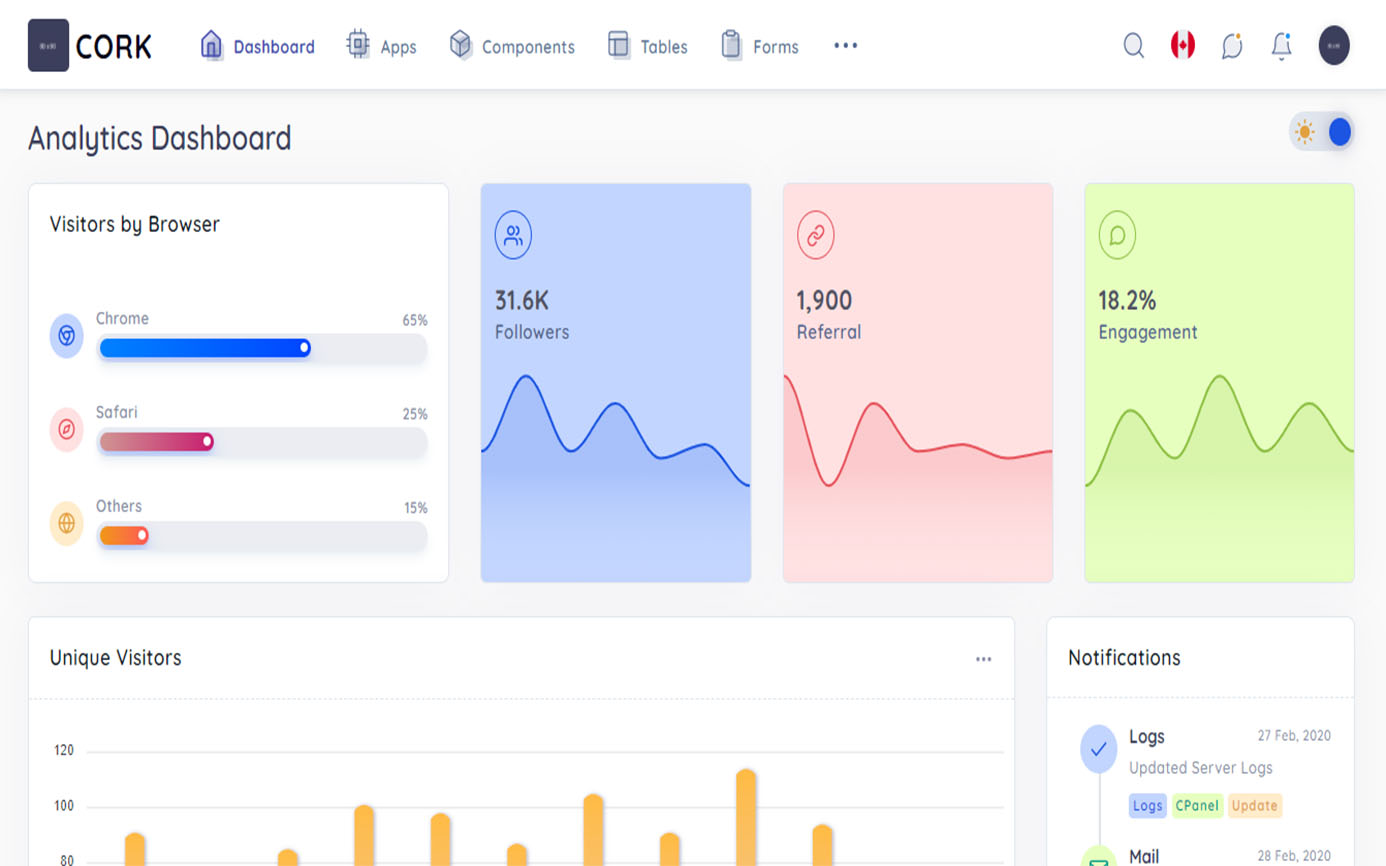 CORK
Dashboard
Apps
Components
Tables
Forms
Analytics Dashboard
Visitors by Browser
Chrome
65%
Safari
25%
Others
15%
31.6K
Followers
1,900
Referral
18.2%
Engagement
Unique Visitors
120
100
80
Notifications
Logs
27 Feb, 2020
Updated Server Logs
Logs CPanel Update
Mail
28 Feb, 2020